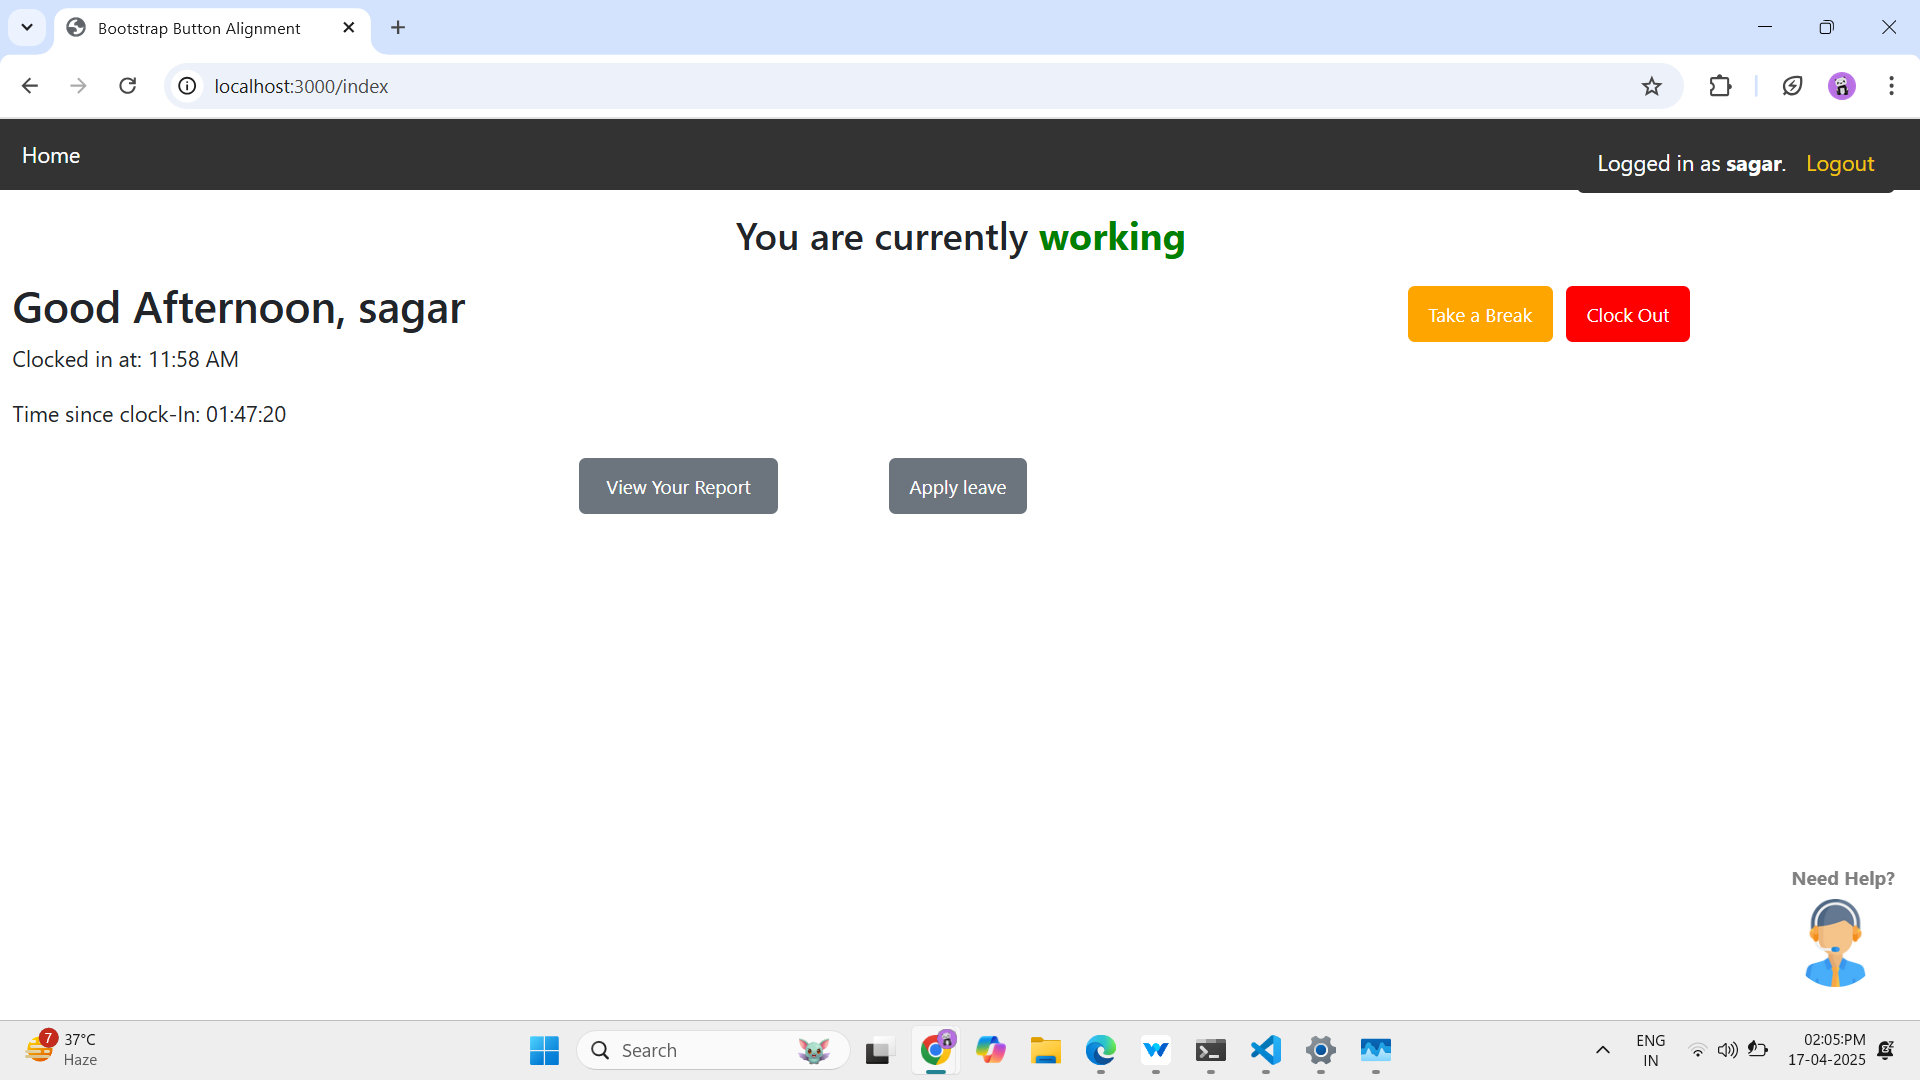 Bootstrap Button Alignment
localhost:3000/index
Home
Logged in as sagar. Logout
You are currently working
Good Afternoon, sagar
Take a Break
Clock Out
Clocked in at: 11:58 AM
Time since clock-In: 01:47:20
View Your Report
Apply leave
Need Help?
7
37°C
Haze
Search
ENG
IN
02:05:PM
17-04-2025